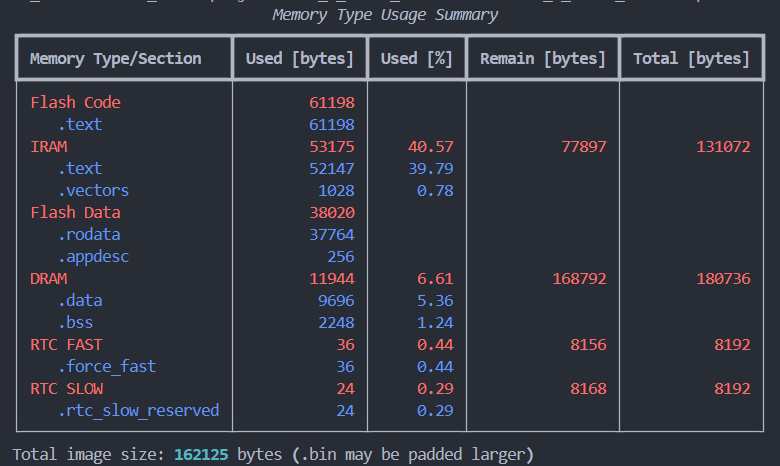 Memory Type Usage Summary
Memory Type/Section Used [bytes] Used [%] Remain [bytes] Total [bytes]
Flash Code 61198
.text 61198
IRAM 53175 40.57 77897 131072
.text 52147 39.79
.vectors 1028 0.78
Flash Data 38020
.rodata 37764
.appdesc 256
DRAM 11944 6.61 168792 180736
.data 9696 5.36
.bss 2248 1.24
RTC FAST 36 0.44 8156 8192
.force_fast 36 0.44
RTC SLOW 24 0.29 8168 8192
.rtc_slow_reserved 24 0.29
Total image size: 162125 bytes (.bin may be padded larger)